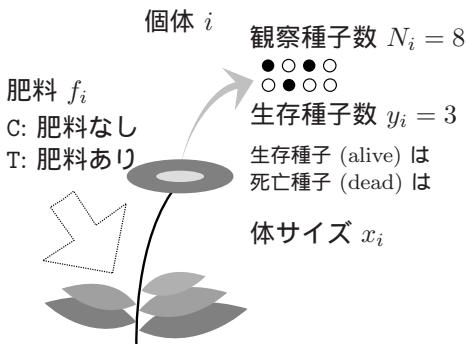 個体 i
観察種子数 N_i = 8
肥料 f_i
C: 肥料なし
T: 肥料あり
生存種子数 y_i = 3
生存種子 (alive) は
死亡種子 (dead) は
体サイズ x_i